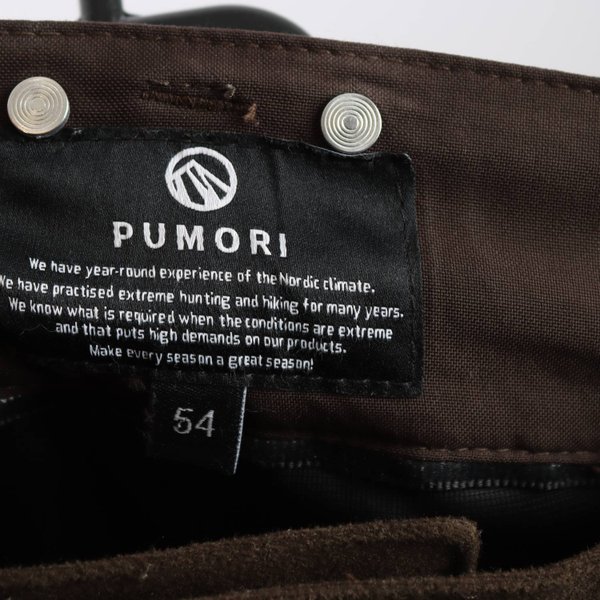 PUMORI
We have year-round experience of the Nordic climate.
We have practised extreme hunting and hiking for many years.
We know what is required when the conditions are extreme
and that puts high demands on our products.
Make every season a great season!
54